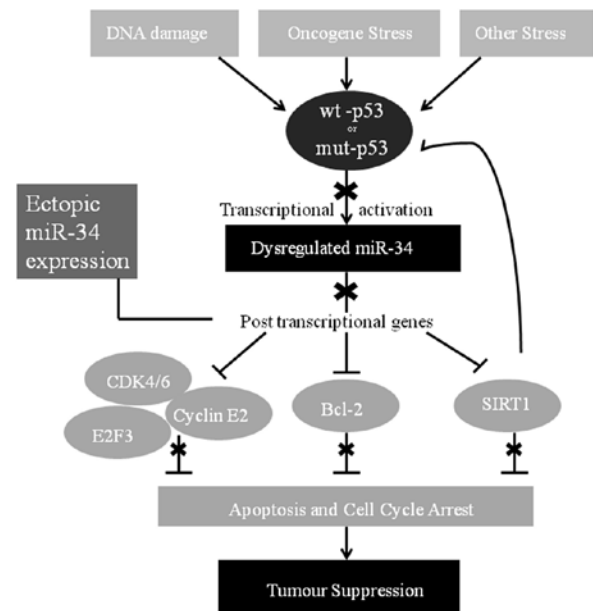 DNA damage
Oncogene Stress
Other Stress
wt -p53
or
mut-p53
Transcriptional activation
Ectopic
miR-34
expression
Dysregulated miR-34
Post transcriptional genes
CDK4/6
Cyclin E2
E2F3
Bcl-2
SIRT1
Apoptosis and Cell Cycle Arrest
Tumour Suppression